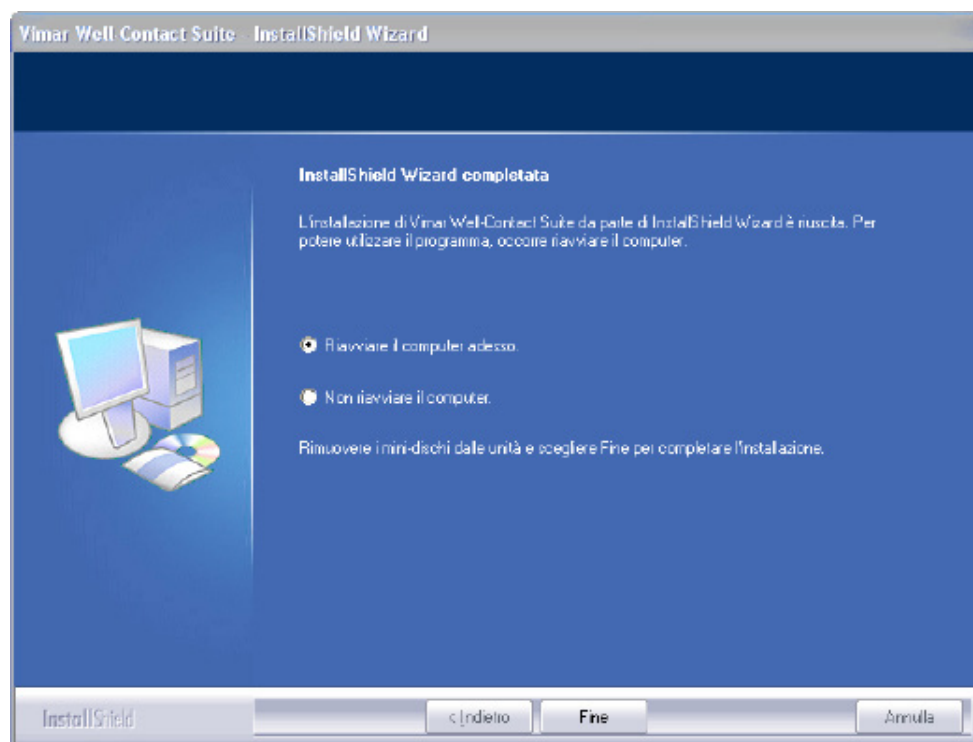 Vimar Well-Contact Suite - InstallShield Wizard
InstallShield Wizard completata
L'installazione di Vimar Well-Contact Suite da parte di InstallShield Wizard è riuscita. Per
potere utilizzare il programma, occorre riavviare il computer.
Riavviare il computer adesso.
Non riavviare il computer.
Rimuovere i mini-dischi dalle unità e scegliere Fine per completare l'installazione.
InstallShield
< Indietro
Fine
Annulla